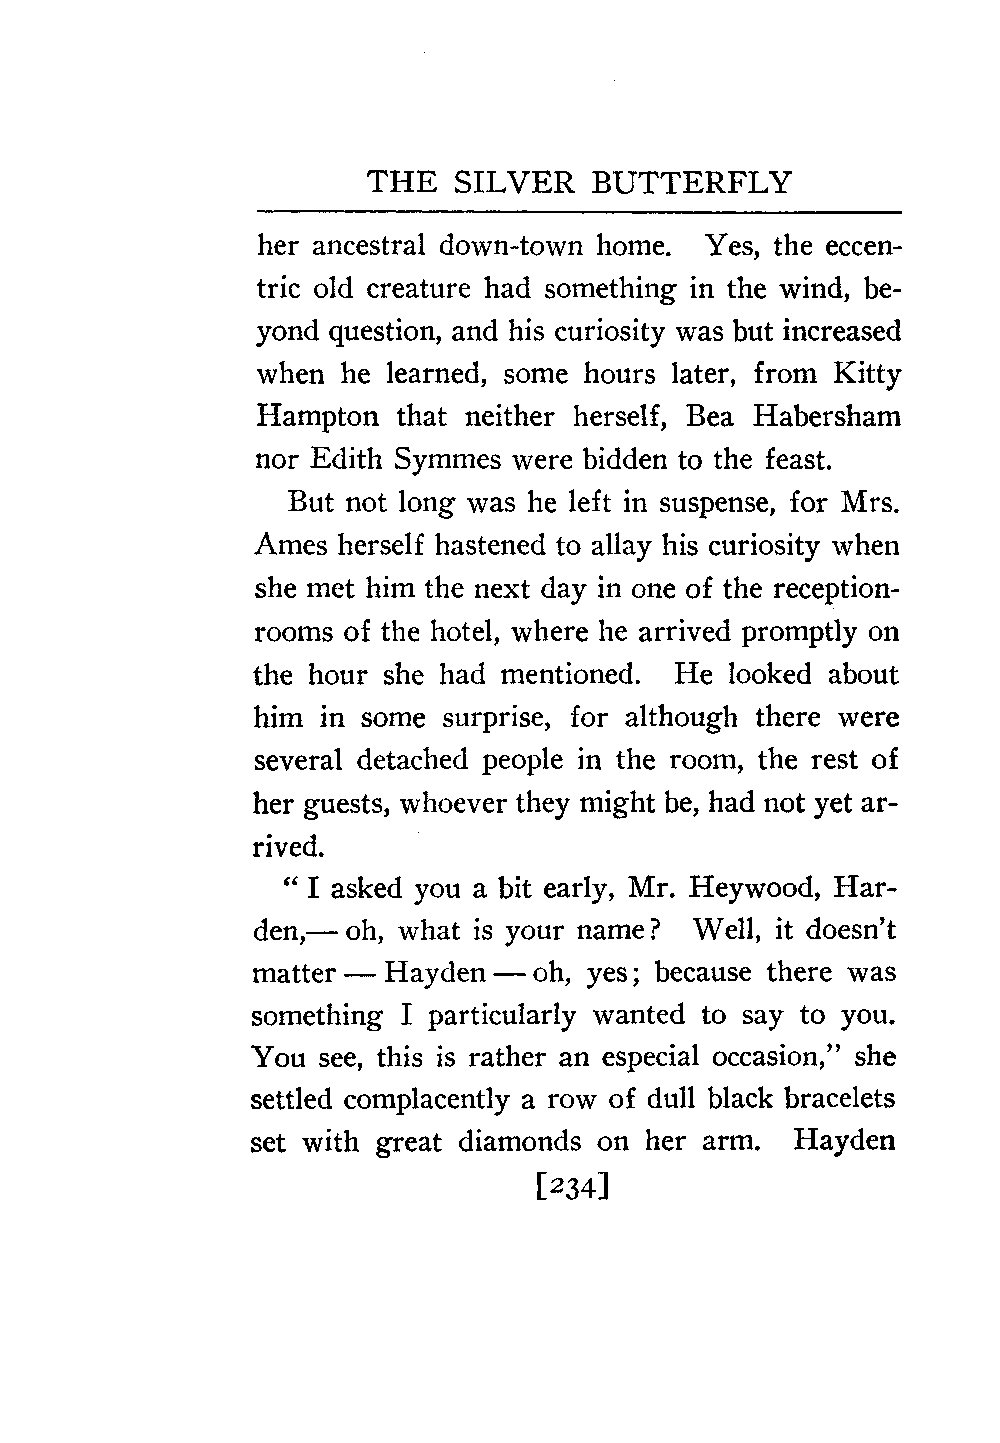 THE SILVER BUTTERFLY
her ancestral down-town home. Yes, the eccen-
tric old creature had something in the wind, be-
yond question, and his curiosity was but increased
when he learned, some hours later, from Kitty
Hampton that neither herself, Bea Habersham
nor Edith Symmes were bidden to the feast.
But not long was he left in suspense, for Mrs.
Ames herself hastened to allay his curiosity when
she met him the next day in one of the reception-
rooms of the hotel, where he arrived promptly on
the hour she had mentioned. He looked about
him in some surprise, for although there were
several detached people in the room, the rest of
her guests, whoever they might be, had not yet ar-
rived.
“ I asked you a bit early, Mr. Heywood, Har-
den,— oh, what is your name? Well, it doesn't
matter — Hayden — oh, yes; because there was
something I particularly wanted to say to you.
You see, this is rather an especial occasion,” she
settled complacently a row of dull black bracelets
set with great diamonds on her arm. Hayden
[234]